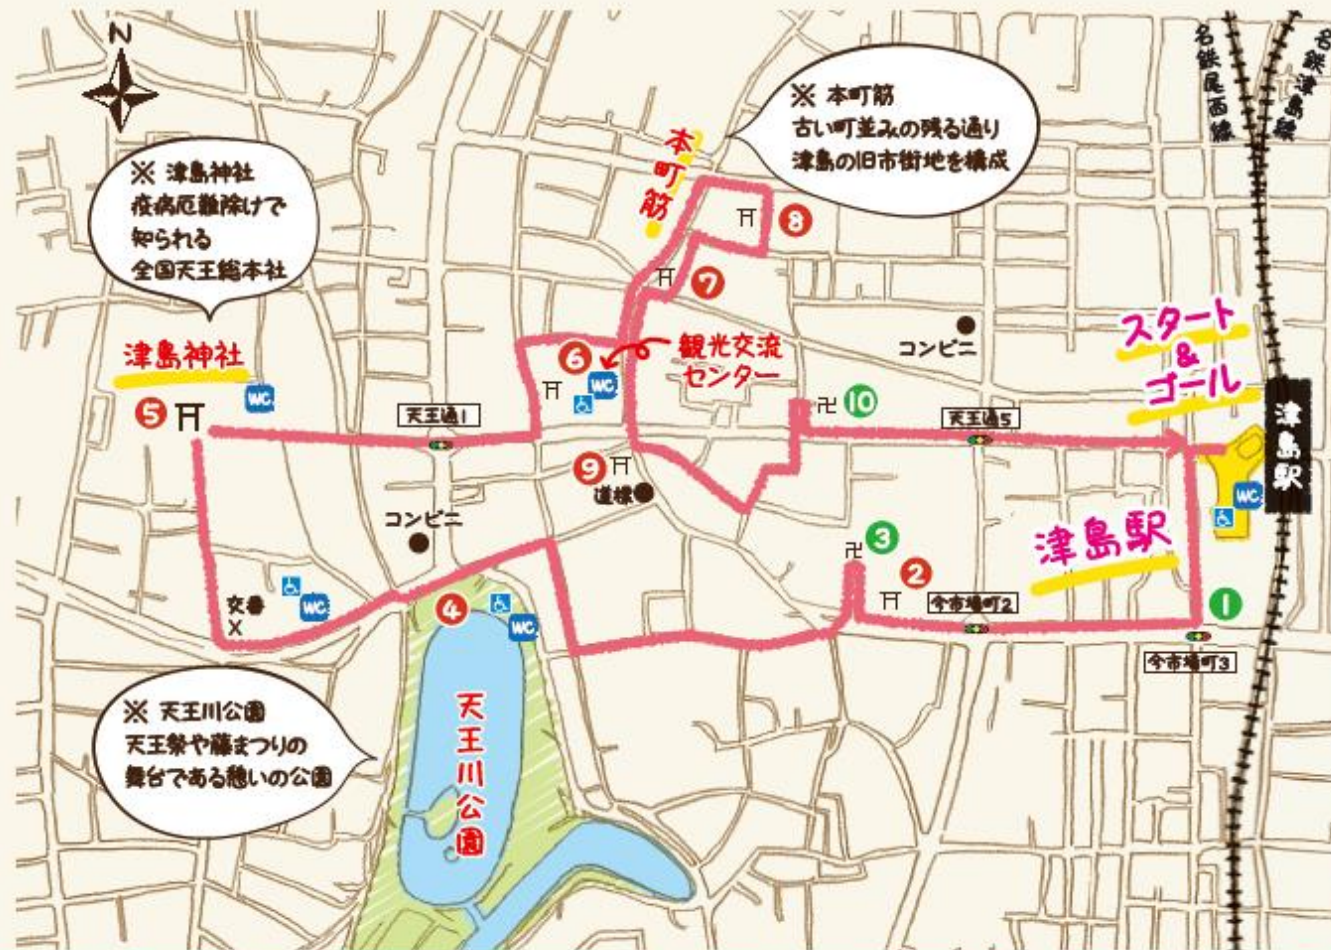 N
名鉄尾西線
名鉄津島線
※ 本町筋
古い町並みの残る通り
津島の旧市街地を構成
本町筋
※ 津島神社
疫病厄難除けで
知られる
全国天王総本社
8
7
コンビニ
スタート
&
ゴール
津島神社
WC
5
6
WC
観光交流
センター
天王通1
卍
10
天王通5
津島駅
9
道標
WC
コンビニ
卍
3
津島駅
2
今市場町2
1
今市場町3
交番
X
WC
4
WC
※ 天王川公園
天王祭や藤まつりの
舞台である憩いの公園
天王川公園